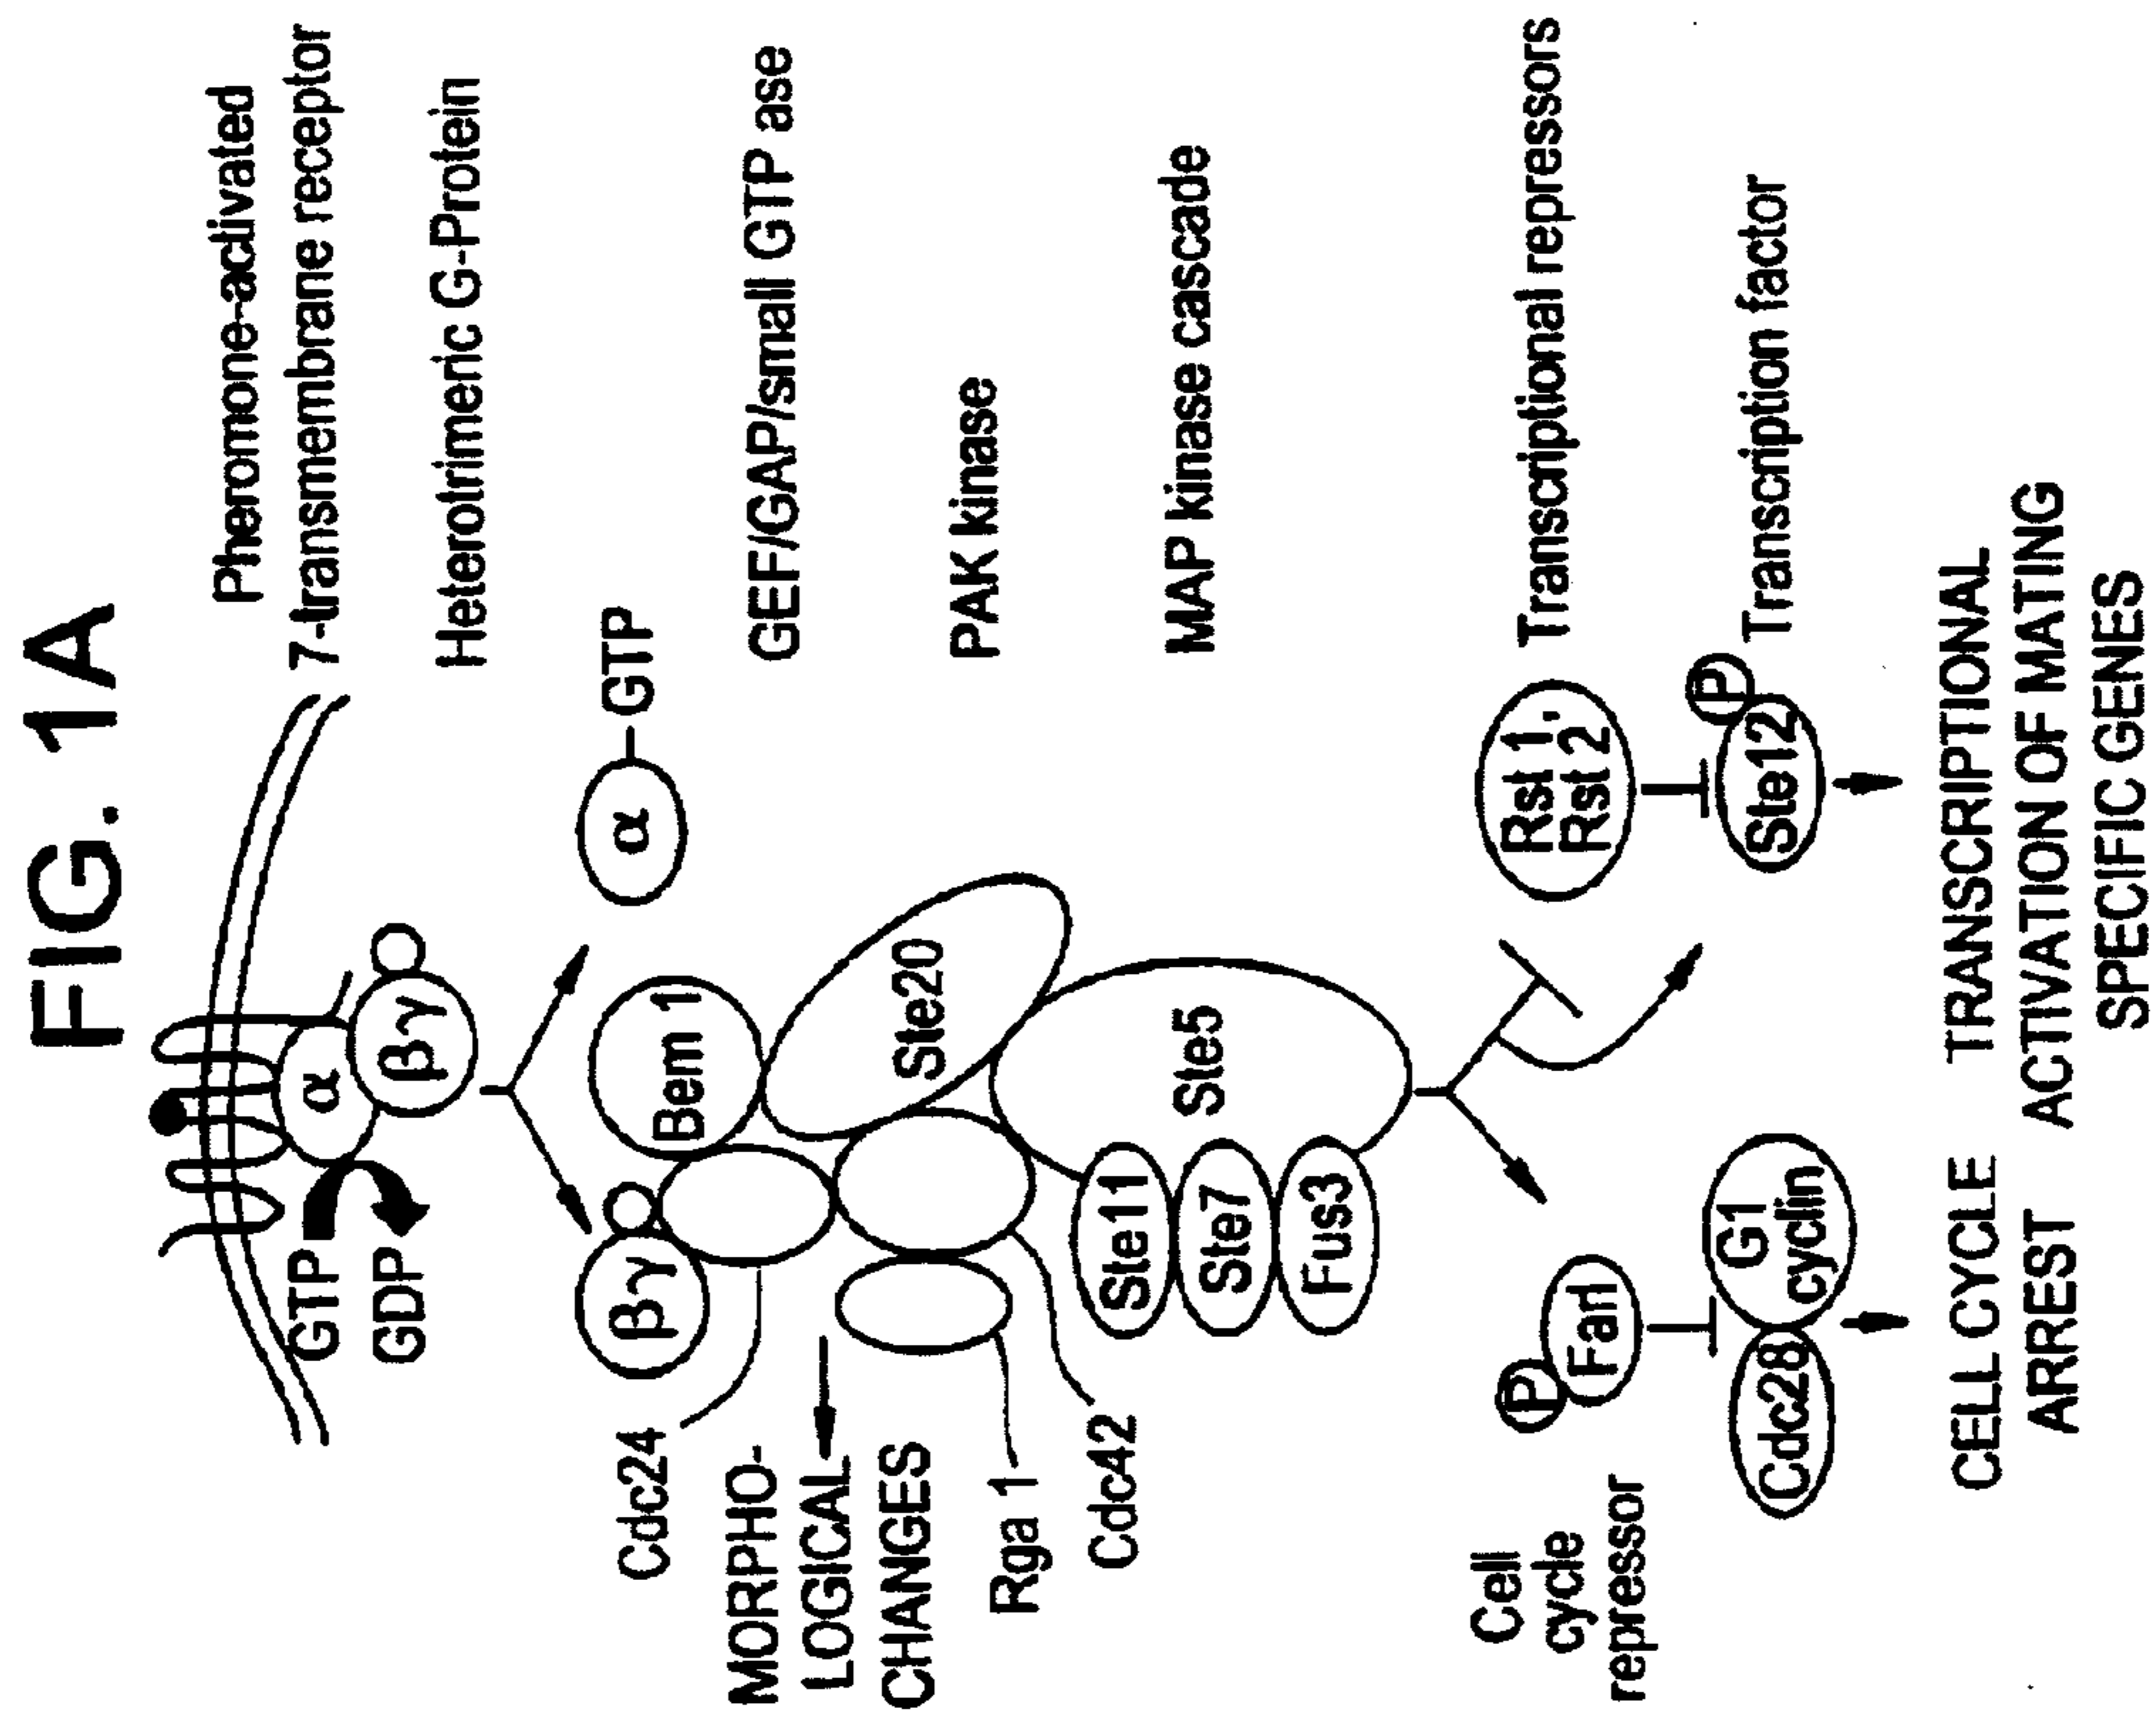 FIG. 1A
Pheromone-activated
7-transmembrane receptor
α
βγ
GTP
GDP
Heterotrimeric G-Protein
α
GTP
βγ
Bem 1
Cdc24
GEF/GAP/small GTP ase
MORPHO-
LOGICAL
CHANGES
Ste20
PAK kinase
Rga 1
Cdc42
Ste5
Ste11
Ste7
Fus3
MAP kinase cascade
Cell
cycle
repressor
P
Far1
Rst 1,
Rst 2
Transcriptional repressors
Cdc28
G1
cyclin
P
Ste12
Transcription factor
CELL CYCLE
ARREST
TRANSCRIPTIONAL
ACTIVATION OF MATING
SPECIFIC GENES